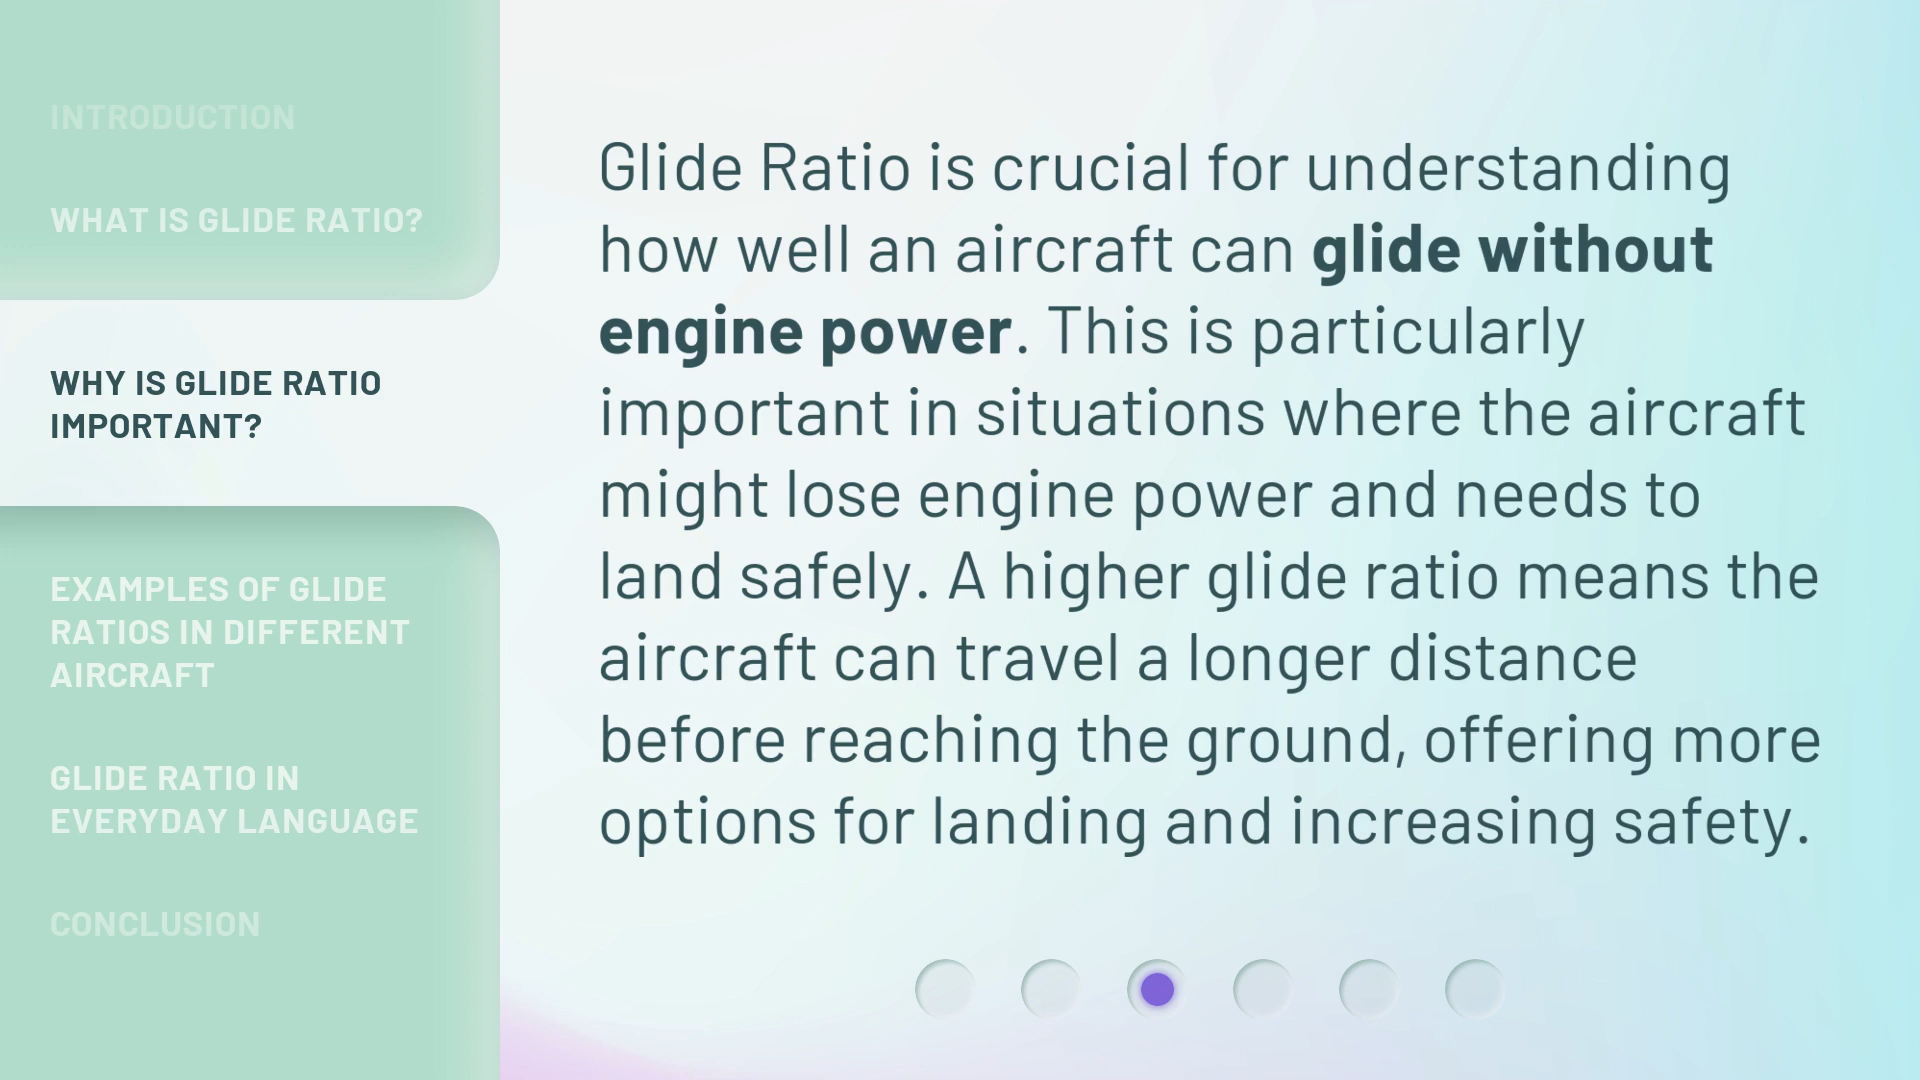 INTRODUCTION
WHAT IS GLIDE RATIO?
WHY IS GLIDE RATIO
IMPORTANT?
EXAMPLES OF GLIDE
RATIOS IN DIFFERENT
AIRCRAFT
GLIDE RATIO IN
EVERYDAY LANGUAGE
CONCLUSION
Glide Ratio is crucial for understanding
how well an aircraft can glide without
engine power. This is particularly
important in situations where the aircraft
might lose engine power and needs to
land safely. A higher glide ratio means the
aircraft can travel a longer distance
before reaching the ground, offering more
options for landing and increasing safety.